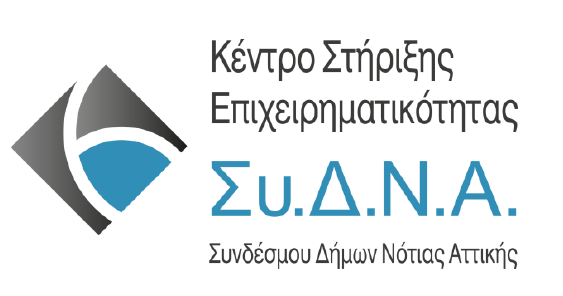 Κέντρο Στήριξης
Επιχειρηματικότητας
Συ.Δ.Ν.Α.
Συνδέσμου Δήμων Νότιας Αττικής